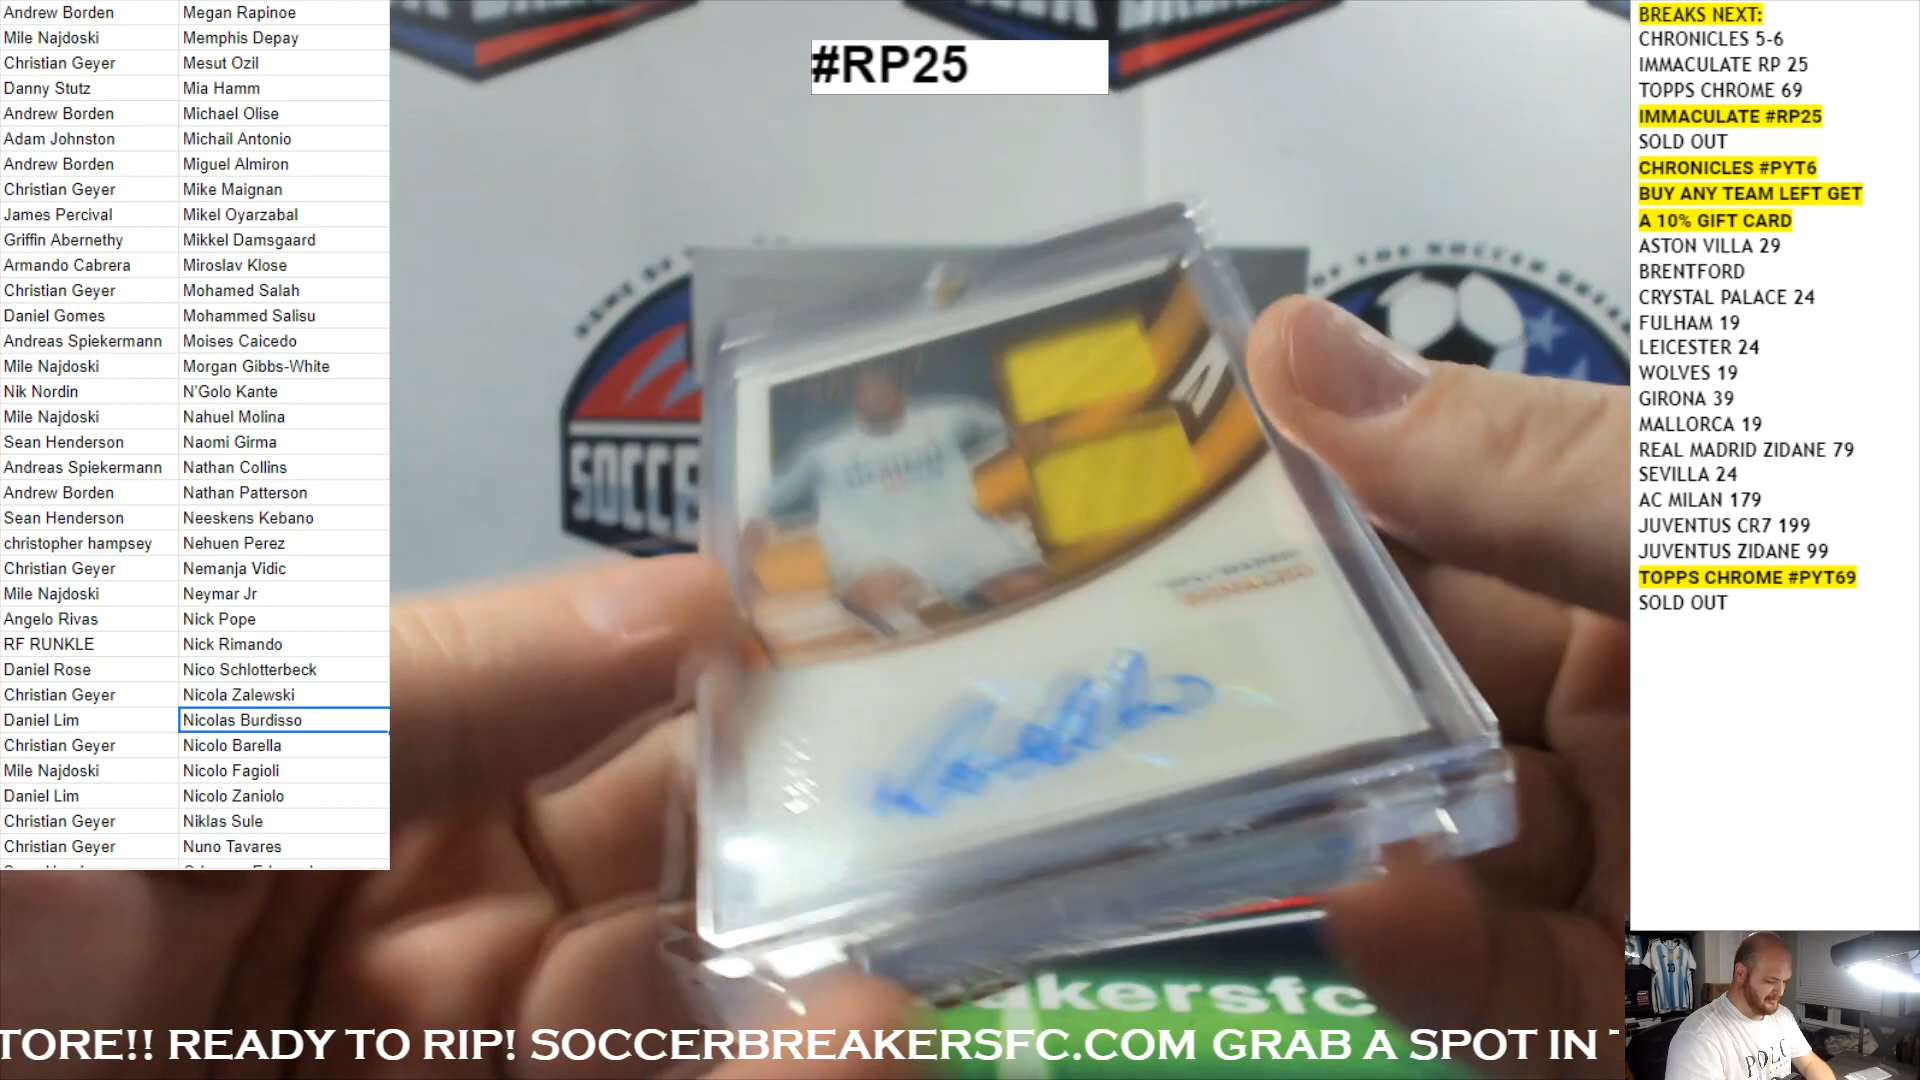 Andrew Borden Megan Rapinoe
Mile Najdoski Memphis Depay
Christian Geyer Mesut Ozil
Danny Stutz Mia Hamm
Andrew Borden Michael Olise
Adam Johnston Michail Antonio
Andrew Borden Miguel Almiron
Christian Geyer Mike Maignan
James Percival Mikel Oyarzabal
Griffin Abernethy Mikkel Damsgaard
Armando Cabrera Miroslav Klose
Christian Geyer Mohamed Salah
Daniel Gomes Mohammed Salisu
Andreas Spiekermann Moises Caicedo
Mile Najdoski Morgan Gibbs-White
Nik Nordin N'Golo Kante
Mile Najdoski Nahuel Molina
Sean Henderson Naomi Girma
Andreas Spiekermann Nathan Collins
Andrew Borden Nathan Patterson
Sean Henderson Neeskens Kebano
christopher hampsey Nehuen Perez
Christian Geyer Nemanja Vidic
Mile Najdoski Neymar Jr
Angelo Rivas Nick Pope
RF RUNKLE Nick Rimando
Daniel Rose Nico Schlotterbeck
Christian Geyer Nicola Zalewski
Daniel Lim Nicolas Burdisso
Christian Geyer Nicolo Barella
Mile Najdoski Nicolo Fagioli
Daniel Lim Nicolo Zaniolo
Christian Geyer Niklas Sule
Christian Geyer Nuno Tavares
#RP25
SOCCE
akersfc
BREAKS NEXT:
CHRONICLES 5-6
IMMACULATE RP 25
TOPPS CHROME 69
IMMACULATE #RP25
SOLD OUT
CHRONICLES #PYT6
BUY ANY TEAM LEFT GET
A 10% GIFT CARD
ASTON VILLA 29
BRENTFORD
CRYSTAL PALACE 24
FULHAM 19
LEICESTER 24
WOLVES 19
GIRONA 39
MALLORCA 19
REAL MADRID ZIDANE 79
SEVILLA 24
AC MILAN 179
JUVENTUS CR7 199
JUVENTUS ZIDANE 99
TOPPS CHROME #PYT69
SOLD OUT
TORE!! READY TO RIP! SOCCERBREAKERSFC.COM GRAB A SPOT IN